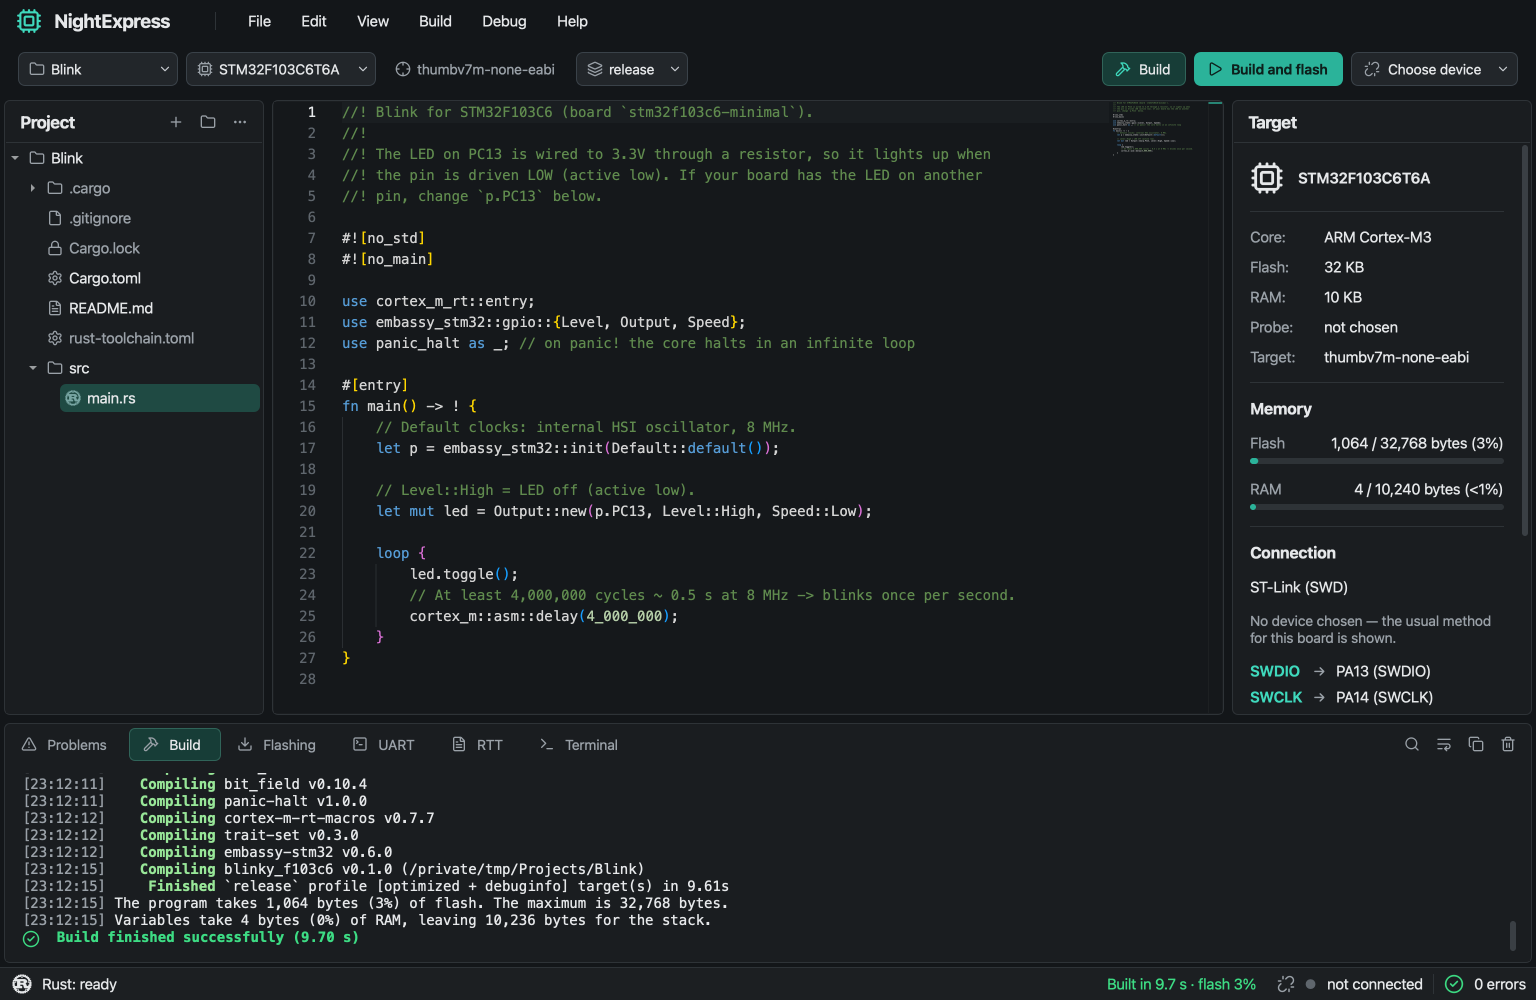 NightExpress
File
Edit
View
Build
Debug
Help
Blink
STM32F103C6T6A
thumbv7m-none-eabi
release
Build
Build and flash
Choose device
Project
Blink
.cargo
.gitignore
Cargo.lock
Cargo.toml
README.md
rust-toolchain.toml
src
main.rs
1 //! Blink for STM32F103C6 (board `stm32f103c6-minimal`).
2 //!
3 //! The LED on PC13 is wired to 3.3V through a resistor, so it lights up when
4 //! the pin is driven LOW (active low). If your board has the LED on another
5 //! pin, change `p.PC13` below.
6
7 #![no_std]
8 #![no_main]
9
10 use cortex_m_rt::entry;
11 use embassy_stm32::gpio::{Level, Output, Speed};
12 use panic_halt as _; // on panic! the core halts in an infinite loop
13
14 #[entry]
15 fn main() -> ! {
16     // Default clocks: internal HSI oscillator, 8 MHz.
17     let p = embassy_stm32::init(Default::default());
18
19     // Level::High = LED off (active low).
20     let mut led = Output::new(p.PC13, Level::High, Speed::Low);
21
22     loop {
23         led.toggle();
24         // At least 4,000,000 cycles ~ 0.5 s at 8 MHz -> blinks once per second.
25         cortex_m::asm::delay(4_000_000);
26     }
27 }
28
Target
STM32F103C6T6A
Core: ARM Cortex-M3
Flash: 32 KB
RAM: 10 KB
Probe: not chosen
Target: thumbv7m-none-eabi
Memory
Flash 1,064 / 32,768 bytes (3%)
RAM 4 / 10,240 bytes (<1%)
Connection
ST-Link (SWD)
No device chosen — the usual method
for this board is shown.
SWDIO → PA13 (SWDIO)
SWCLK → PA14 (SWCLK)
Problems
Build
Flashing
UART
RTT
Terminal
[23:12:11] Compiling bit_field v0.10.4
[23:12:11] Compiling panic-halt v1.0.0
[23:12:12] Compiling cortex-m-rt-macros v0.7.7
[23:12:12] Compiling trait-set v0.3.0
[23:12:12] Compiling embassy-stm32 v0.6.0
[23:12:15] Compiling blinky_f103c6 v0.1.0 (/private/tmp/Projects/Blink)
[23:12:15] Finished `release` profile [optimized + debuginfo] target(s) in 9.61s
[23:12:15] The program takes 1,064 bytes (3%) of flash. The maximum is 32,768 bytes.
[23:12:15] Variables take 4 bytes (0%) of RAM, leaving 10,236 bytes for the stack.
Build finished successfully (9.70 s)
Rust: ready
Built in 9.7 s · flash 3%
not connected
0 errors